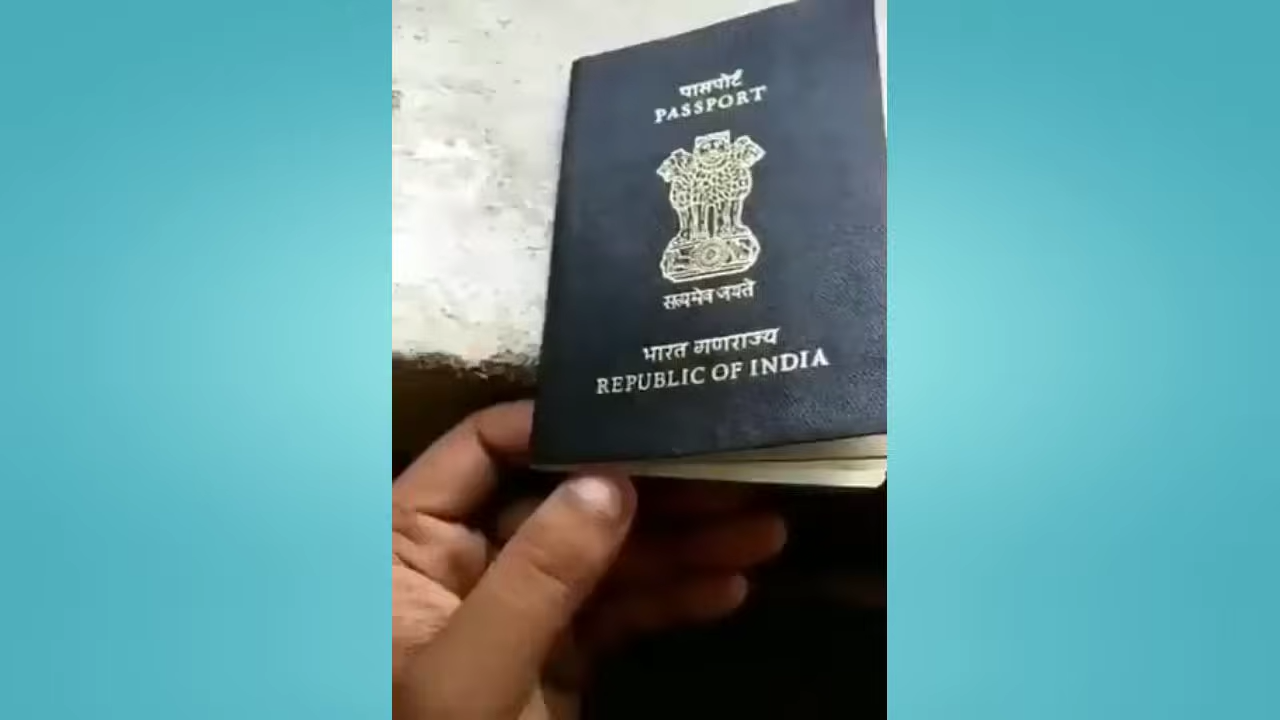 पासपोर्ट
PASSPORT
सत्यमेव जयते
भारत गणराज्य
REPUBLIC OF INDIA